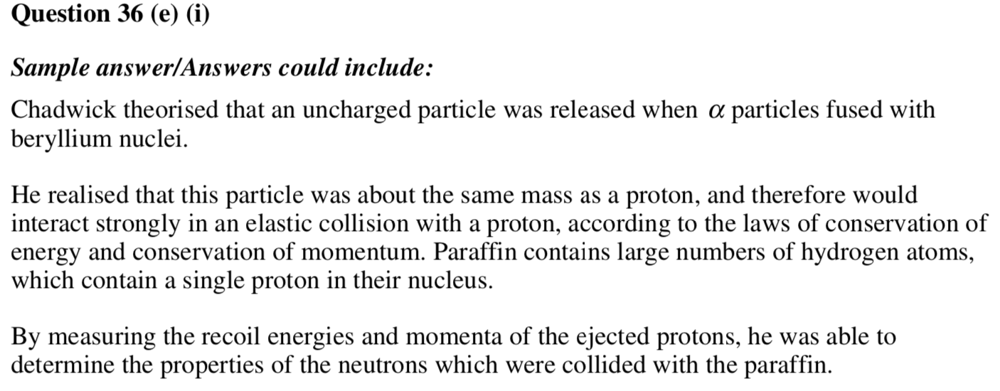 Question 36 (e) (i)
Sample answer/Answers could include:
Chadwick theorised that an uncharged particle was released when α particles fused with
beryllium nuclei.
He realised that this particle was about the same mass as a proton, and therefore would
interact strongly in an elastic collision with a proton, according to the laws of conservation of
energy and conservation of momentum. Paraffin contains large numbers of hydrogen atoms,
which contain a single proton in their nucleus.
By measuring the recoil energies and momenta of the ejected protons, he was able to
determine the properties of the neutrons which were collided with the paraffin.